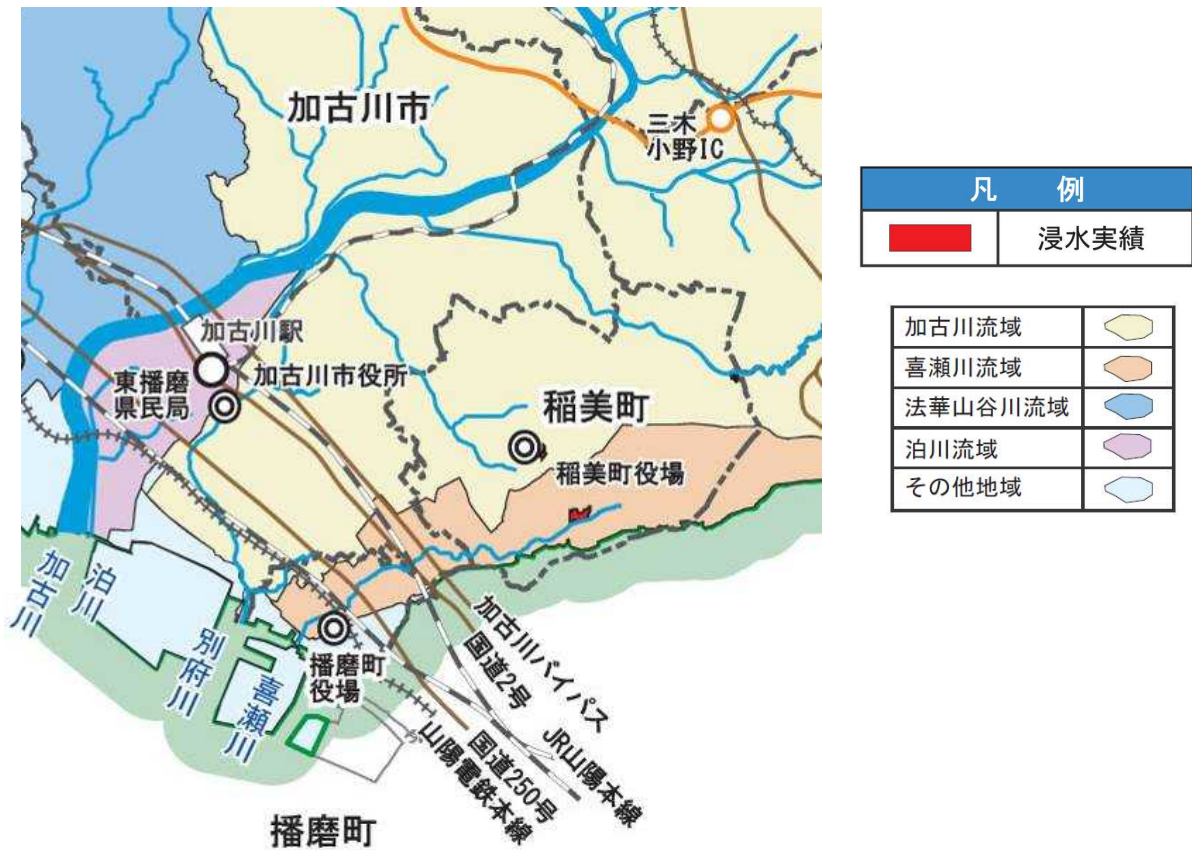 加古川市
三木
小野IC
加古川駅
東播磨
県民局
加古川市役所
稲美町
稲美町役場
加古川
泊川
別府川
喜瀬川
播磨町
役場
加古川バイパス
国道2号
JR山陽本線
国道250号
山陽電鉄本線
播磨町
凡 例
浸水実績
加古川流域
喜瀬川流域
法華山谷川流域
泊川流域
その他地域